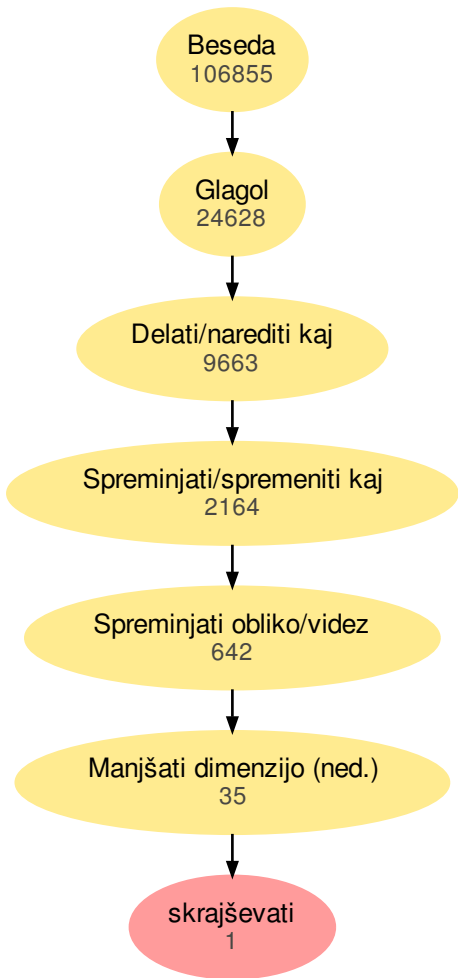 Beseda
106855
Glagol
24628
Delati/narediti kaj
9663
Spreminjati/spremeniti kaj
2164
Spreminjati obliko/videz
642
Manjšati dimenzijo (ned.)
35
skrajševati
1